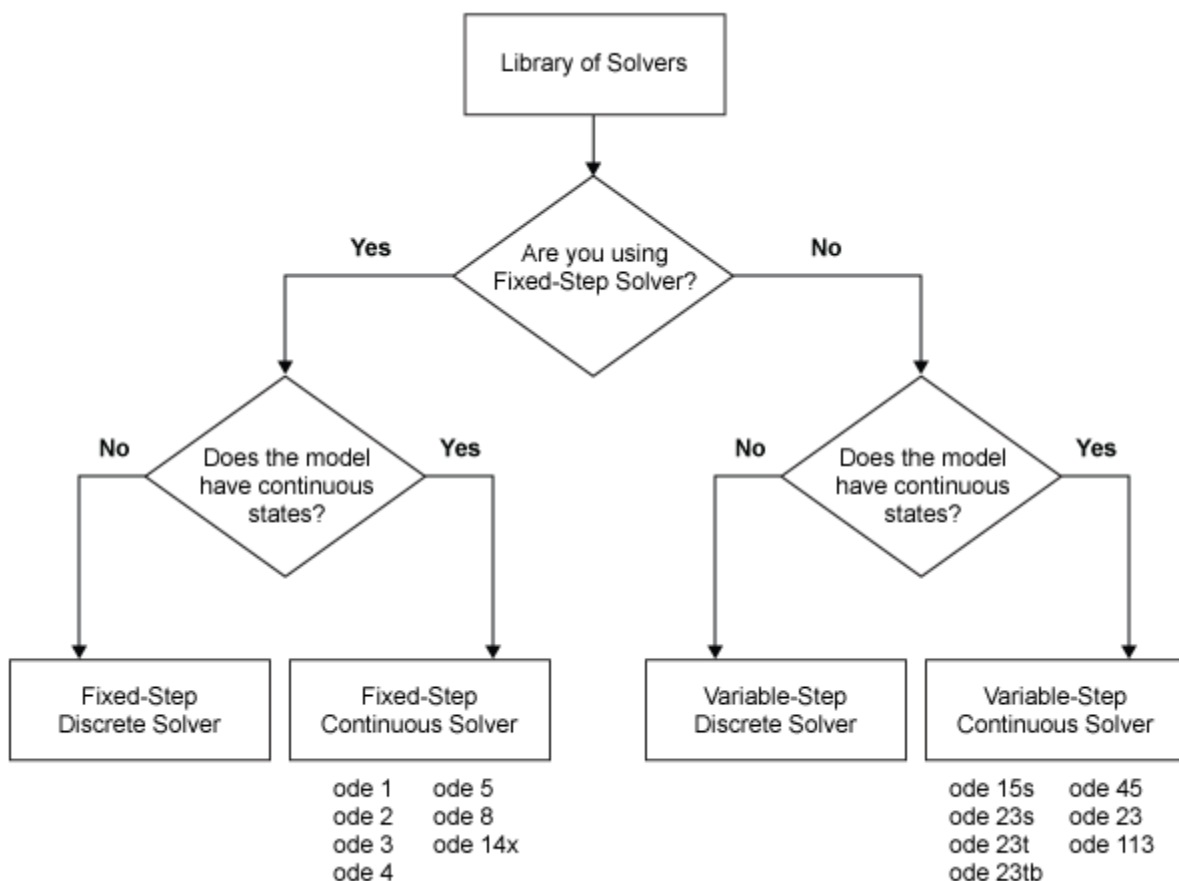 Library of Solvers
Yes
Are you using
Fixed-Step Solver?
No
No
Does the model
have continuous
states?
Yes
No
Does the model
have continuous
states?
Yes
Fixed-Step
Discrete Solver
Fixed-Step
Continuous Solver
Variable-Step
Discrete Solver
Variable-Step
Continuous Solver
ode 1 ode 5
ode 2 ode 8
ode 3 ode 14x
ode 4
ode 15s ode 45
ode 23s ode 23
ode 23t ode 113
ode 23tb